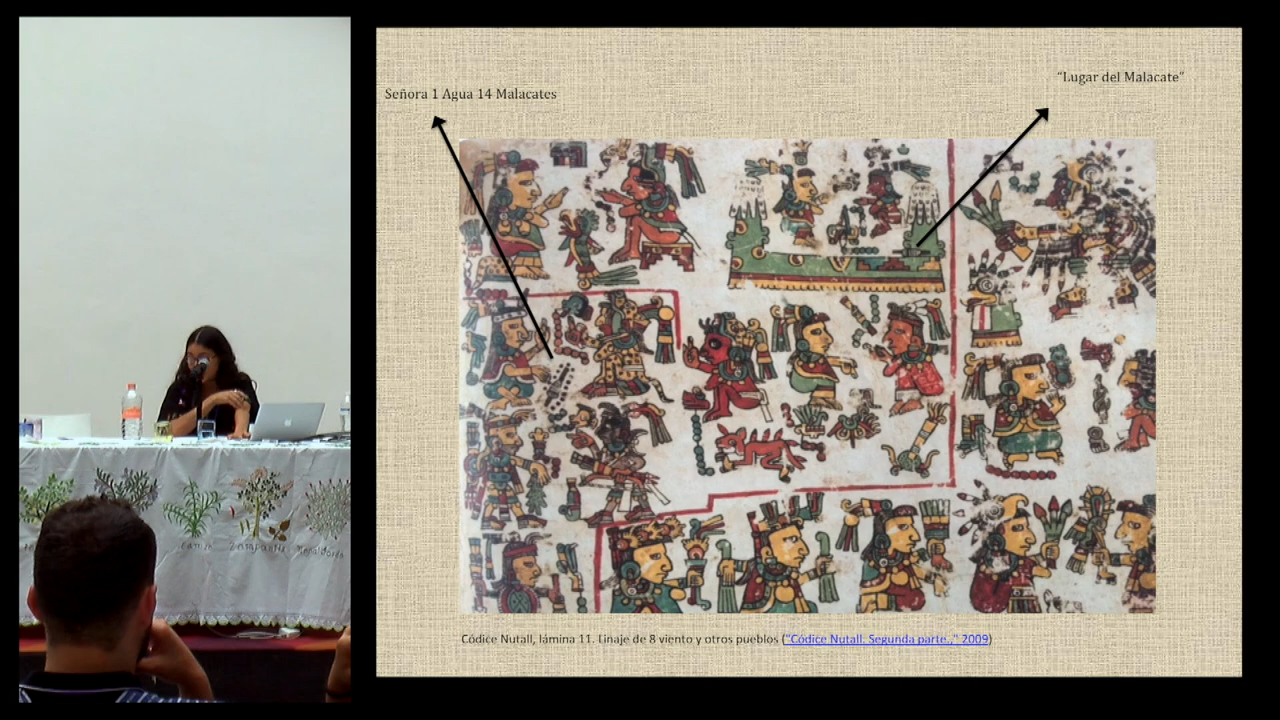 Señora 1 Agua 14 Malacates
“Lugar del Malacate”
Códice Nutall, lámina 11. Linaje de 8 viento y otros pueblos ("Códice Nutall. Segunda parte.," 2009)